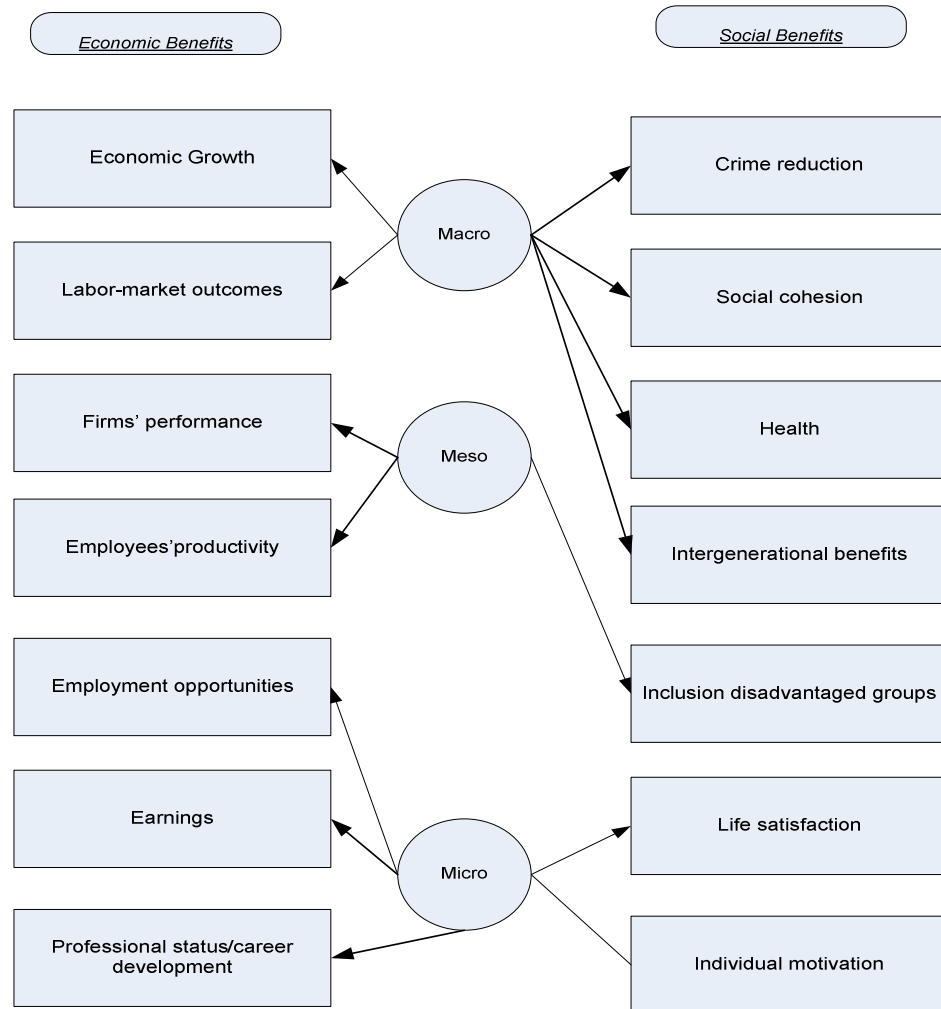 Economic Benefits
Social Benefits
Economic Growth
Labor-market outcomes
Firms’ performance
Employees’productivity
Employment opportunities
Earnings
Professional status/career
development
Macro
Meso
Micro
Crime reduction
Social cohesion
Health
Intergenerational benefits
Inclusion disadvantaged groups
Life satisfaction
Individual motivation